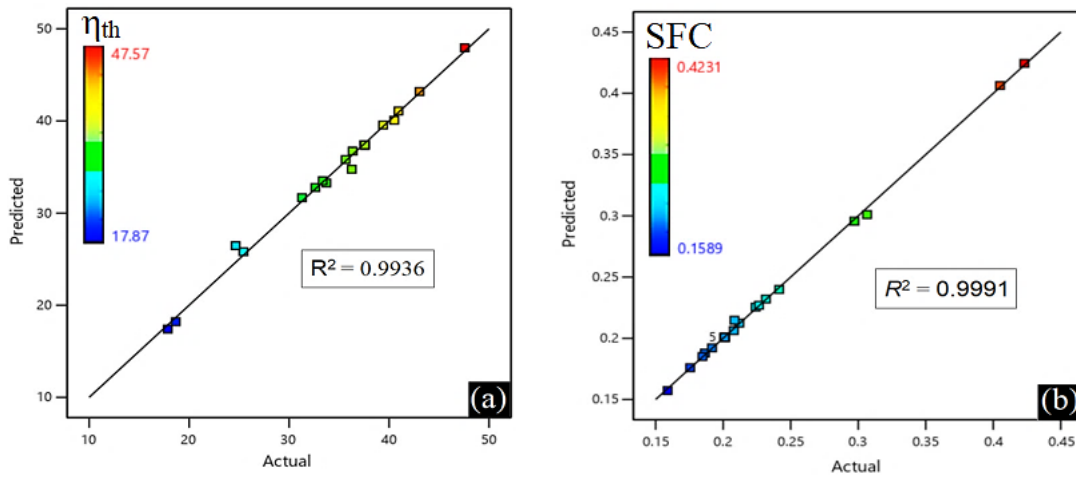 ηth
47.57
17.87
50
40
30
20
10
Predicted
R² = 0.9936
(a)
10 20 30 40 50
Actual
SFC
0.4231
0.1589
0.45
0.4
0.35
0.3
0.25
0.2
0.15
Predicted
5
R² = 0.9991
(b)
0.15 0.2 0.25 0.3 0.35 0.4 0.45
Actual